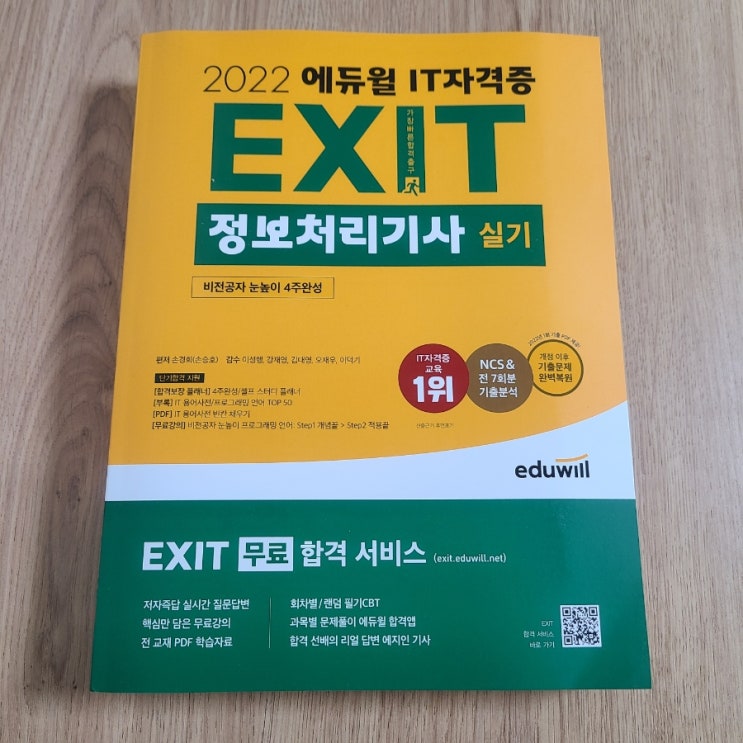 2022 에듀윌 IT자격증
EXIT
가장 빠른 합격출구
정보처리기사 실기
비전공자 눈높이 4주완성
편저 손경희(손승호) 감수 이성행, 강재영, 김대영, 오재우, 이덕기
단기합격 지원
[합격보장 플래너] 4주완성/셀프 스터디 플래너
[부록] IT 용어사전/프로그래밍 언어 TOP 50
[PDF] IT 용어사전 빈칸 채우기
[무료강의] 비전공자 눈높이 프로그래밍 언어: Step1 개념끝 > Step2 적용끝
IT자격증
교육
1위
NCS &
전 7회분
기출분석
개정 이후
기출문제
완벽복원
eduwill
EXIT 무료 합격 서비스 (exit.eduwill.net)
저자즉답 실시간 질문답변
핵심만 담은 무료강의
전 교재 PDF 학습자료
회차별/랜덤 필기CBT
과목별 문제풀이 에듀윌 합격앱
합격 선배의 리얼 답변 에지인 기사
EXIT
합격 서비스
바로 가기